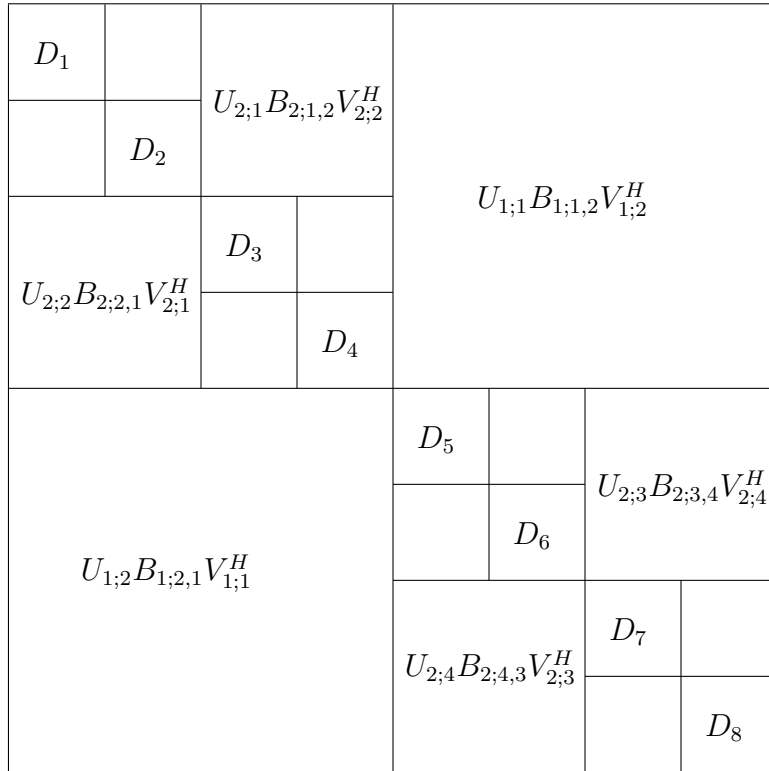 D_1
U_{2;1}B_{2;1,2}V_{2;2}^H
D_2
U_{1;1}B_{1;1,2}V_{1;2}^H
D_3
U_{2;2}B_{2;2,1}V_{2;1}^H
D_4
D_5
U_{2;3}B_{2;3,4}V_{2;4}^H
D_6
U_{1;2}B_{1;2,1}V_{1;1}^H
D_7
U_{2;4}B_{2;4,3}V_{2;3}^H
D_8